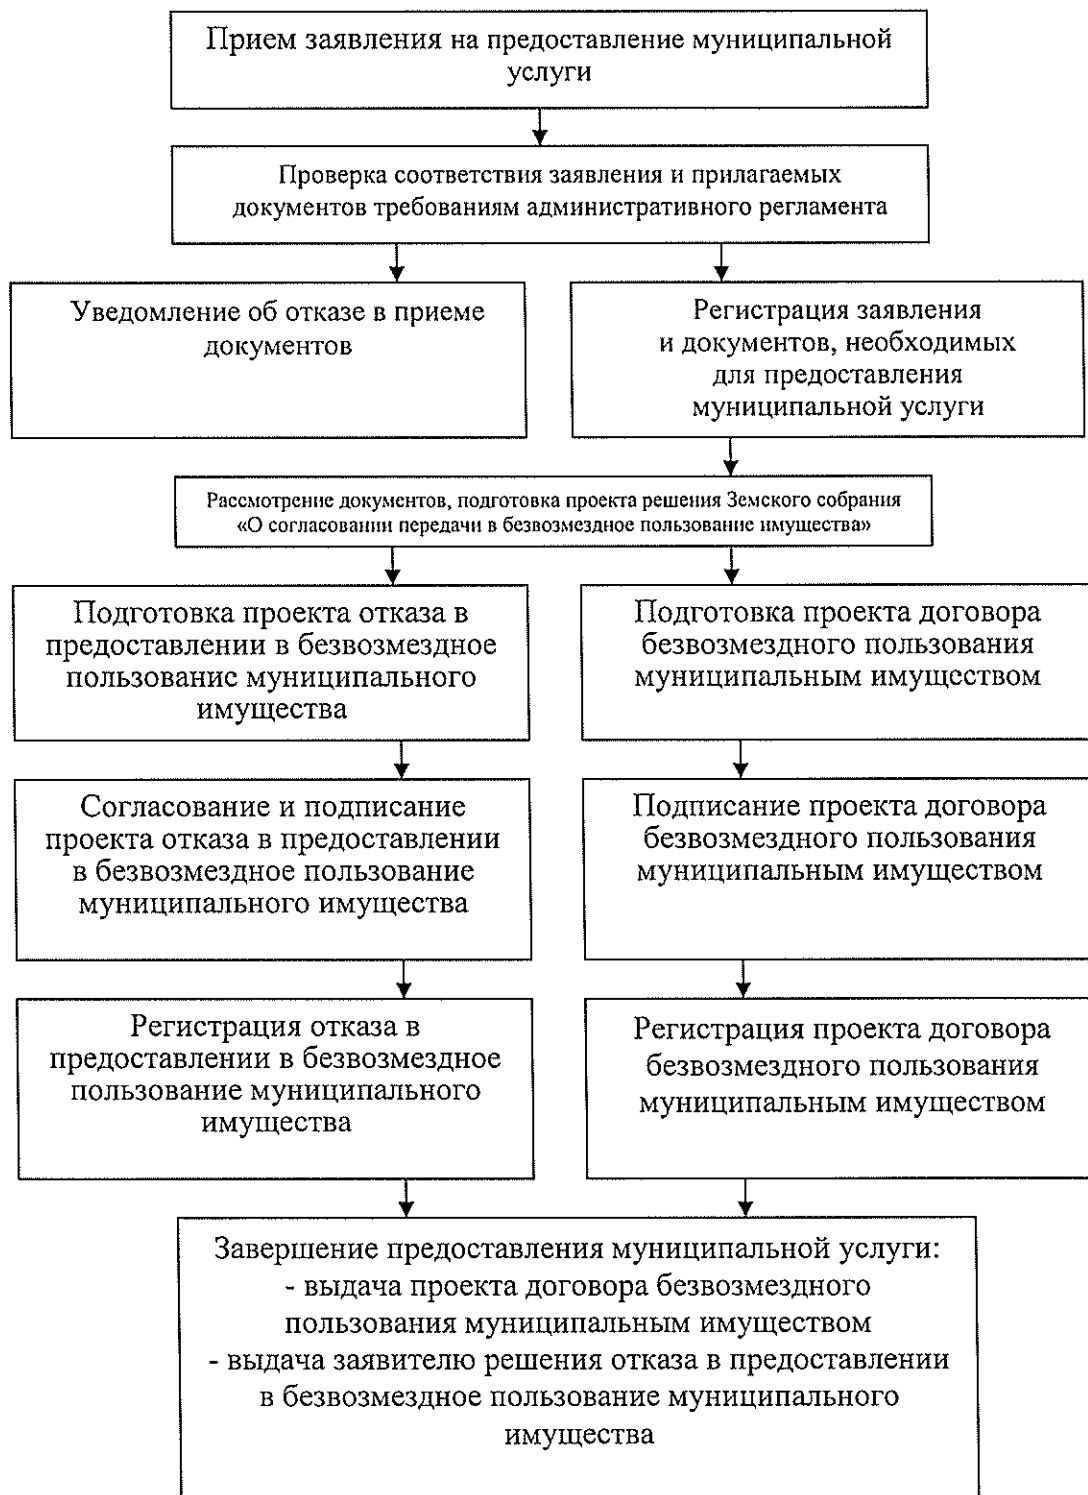 Прием заявления на предоставление муниципальной
услуги
Проверка соответствия заявления и прилагаемых
документов требованиям административного регламента
Уведомление об отказе в приеме
документов
Регистрация заявления
и документов, необходимых
для предоставления
муниципальной услуги
Рассмотрение документов, подготовка проекта решения Земского собрания
«О согласовании передачи в безвозмездное пользование имущества»
Подготовка проекта отказа в
предоставлении в безвозмездное
пользование муниципального
имущества
Подготовка проекта договора
безвозмездного пользования
муниципальным имуществом
Согласование и подписание
проекта отказа в предоставлении
в безвозмездное пользование
муниципального имущества
Подписание проекта договора
безвозмездного пользования
муниципальным имуществом
Регистрация отказа в
предоставлении в безвозмездное
пользование муниципального
имущества
Регистрация проекта договора
безвозмездного пользования
муниципальным имуществом
Завершение предоставления муниципальной услуги:
- выдача проекта договора безвозмездного
пользования муниципальным имуществом
- выдача заявителю решения отказа в предоставлении
в безвозмездное пользование муниципального
имущества